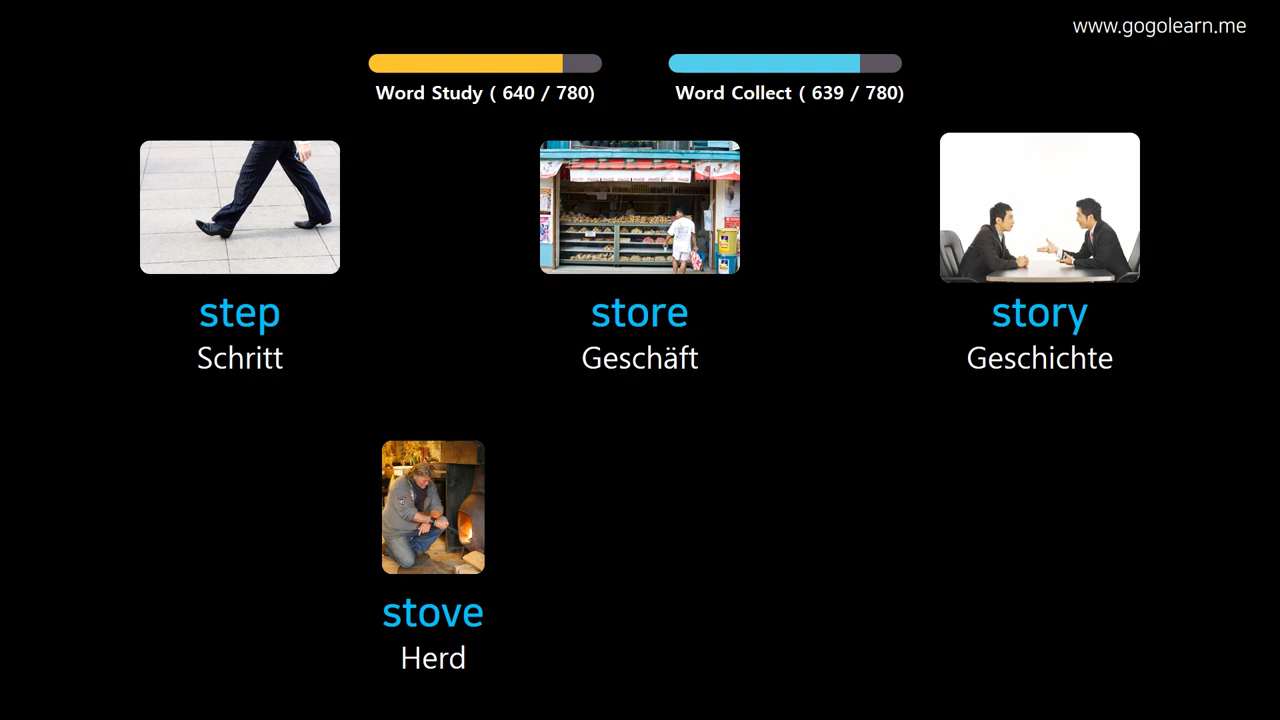 www.gogolearn.me
Word Study ( 640 / 780)
Word Collect ( 639 / 780)
step
Schritt
store
Geschäft
story
Geschichte
stove
Herd